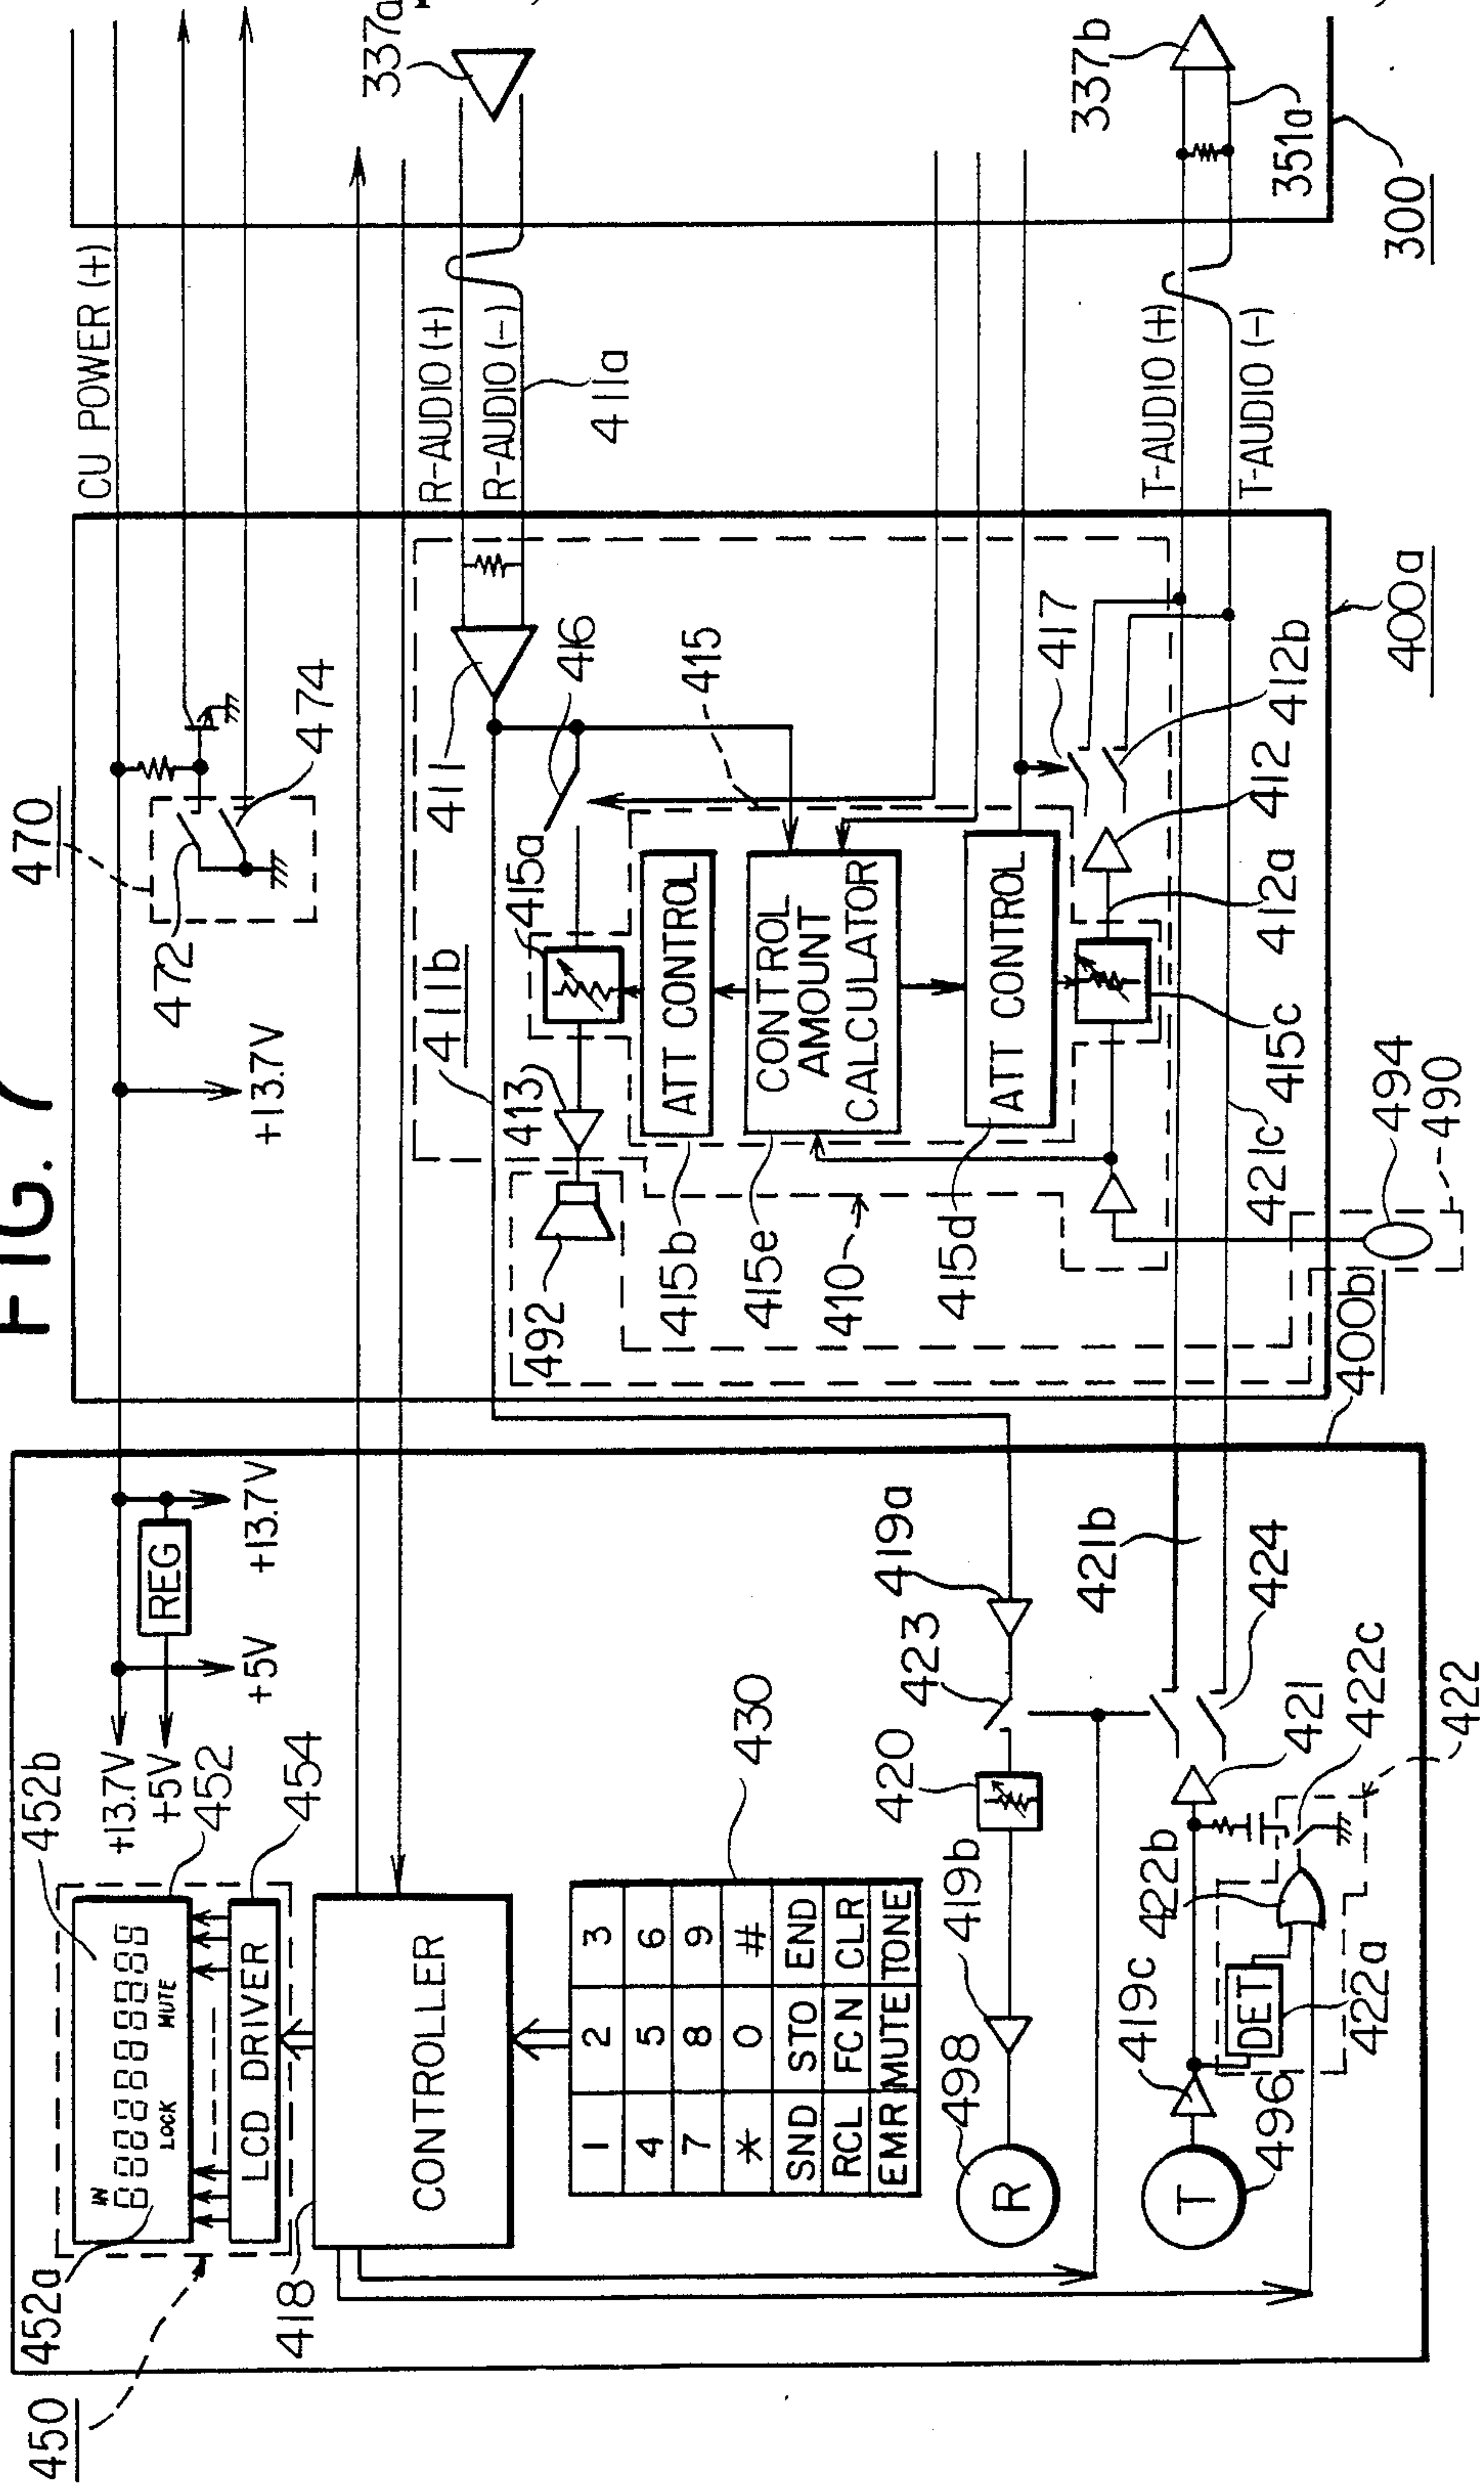 FIG. 7
CU POWER (+)
337a
R-AUDIO (+)
R-AUDIO (-)
411a
T-AUDIO (+)
T-AUDIO (-)
337b
351a
300
470
472
474
+13.7V
411b
411
416
415
415a
413
492
ATT CONTROL
CONTROL
AMOUNT
CALCULATOR
ATT CONTROL
415b
415e
410
415d
417
412b
412
412a
415c
421c
494
490
400a
400b
450
452a
452b
IN
LOCK
MUTE
LCD DRIVER
452
454
+13.7V
+5V
REG
+13.7V
+5V
418
CONTROLLER
430
1 2 3
4 5 6
7 8 9
* 0 #
SND STO END
RCL FCN CLR
EMR MUTE TONE
419a
423
420
419b
498
R
421b
424
421
422c
422
422b
419c
DET
422a
496
T